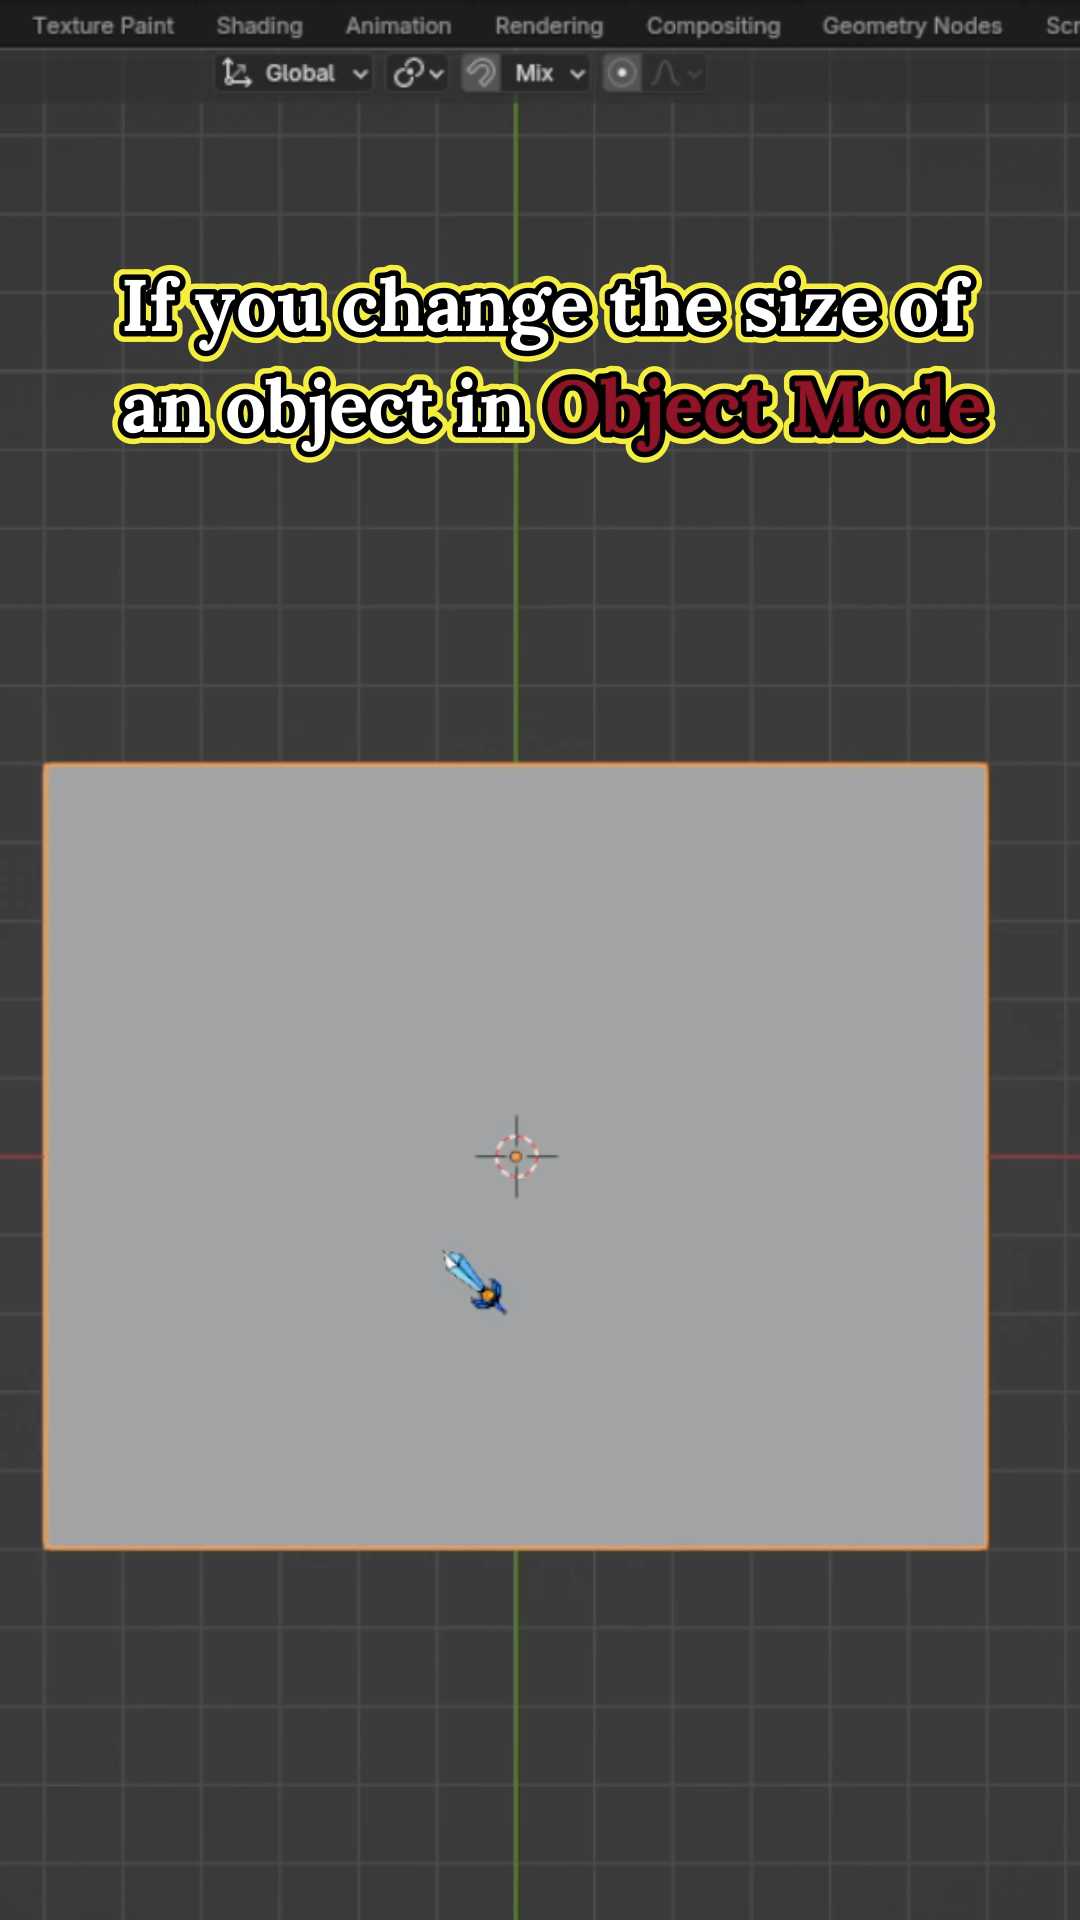 Texture Paint Shading Animation Rendering Compositing Geometry Nodes Scr
Global Mix
If you change the size of
an object in Object Mode